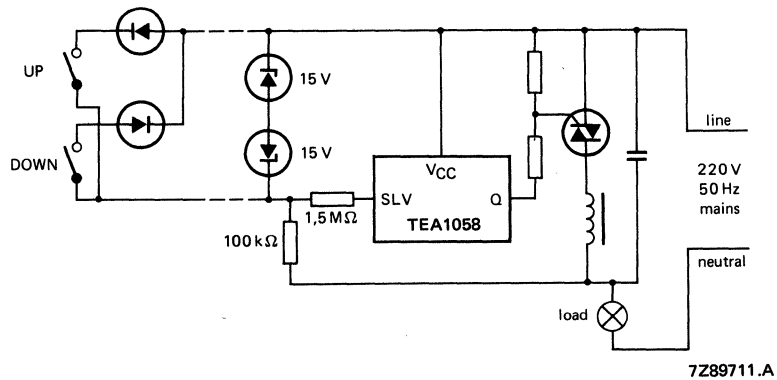 UP
DOWN
15 V
15 V
VCC
SLV
Q
TEA1058
1,5 MΩ
100 kΩ
line
220 V
50 Hz
mains
neutral
load
7Z89711.A